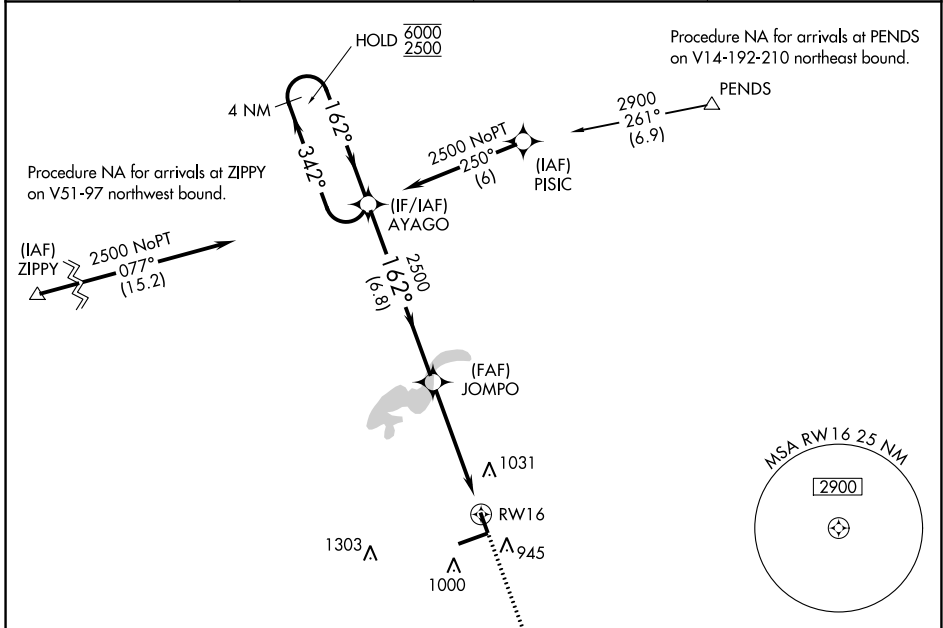 HOLD 6000
2500
4 NM
162°
342°
Procedure NA for arrivals at PENDS
on V14-192-210 northeast bound.
PENDS
2900
261°
(6.9)
2500 NoPT
250°
(6)
(IAF)
PISIC
(IF/IAF)
AYAGO
Procedure NA for arrivals at ZIPPY
on V51-97 northwest bound.
(IAF)
ZIPPY
2500 NoPT
077°
(15.2)
2500
162°
(6.8)
(FAF)
JOMPO
1031
RW16
945
1303
1000
MSA RW16 25 NM
2900